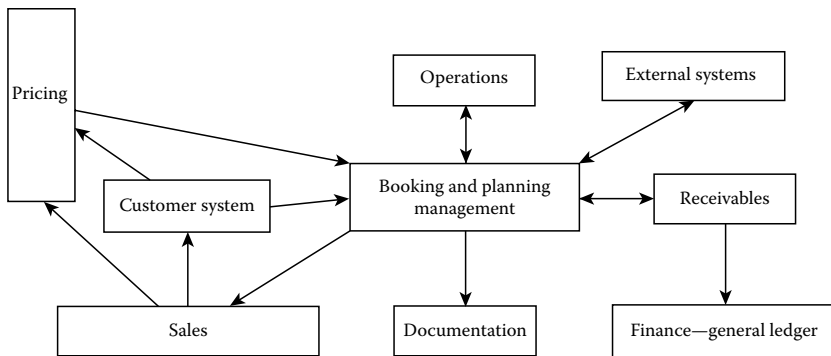 Pricing
Operations
External systems
Customer system
Booking and planning
management
Receivables
Sales
Documentation
Finance—general ledger